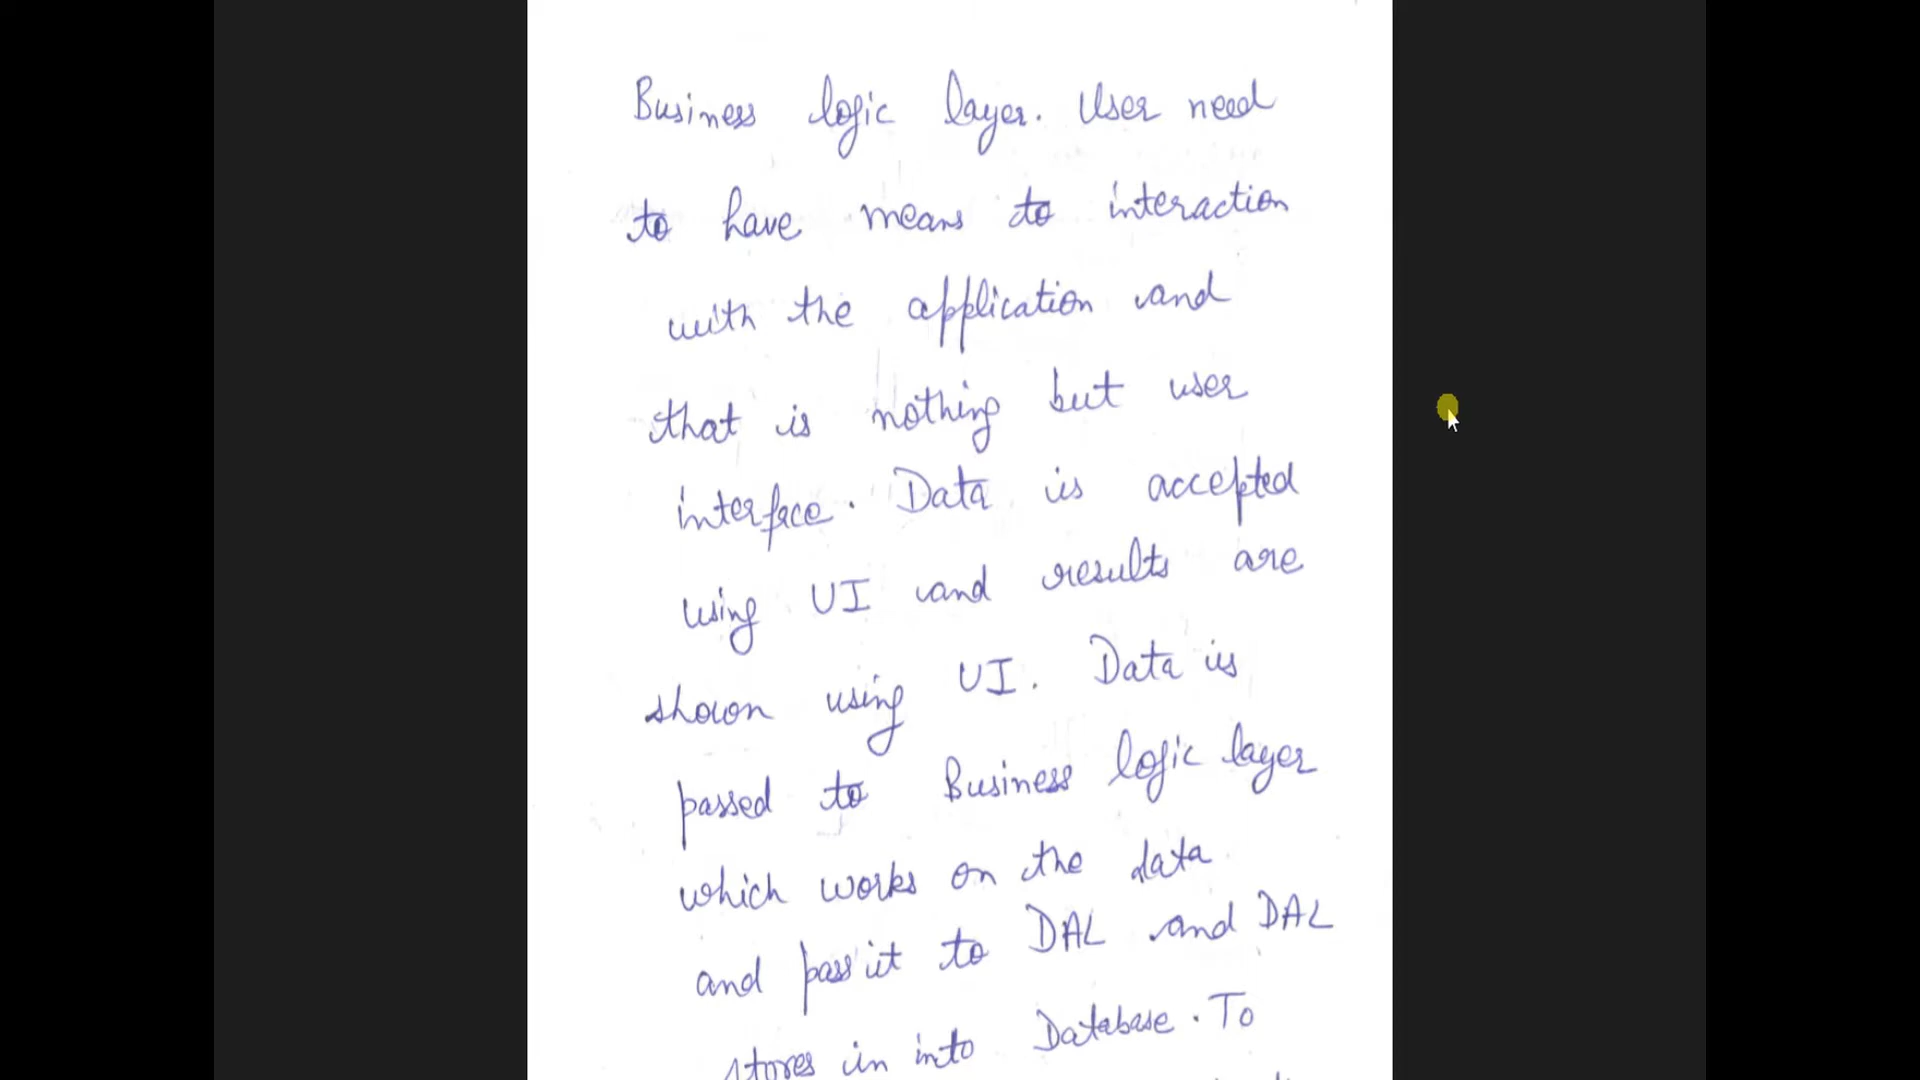 Business logic layer. User need
to have means to interaction
with the application and
that is nothing but user
interface. Data is accepted
using UI and results are
shown using UI. Data is
passed to Business logic layer
which works on the data
and pass it to DAL and DAL
stores in into Database. To